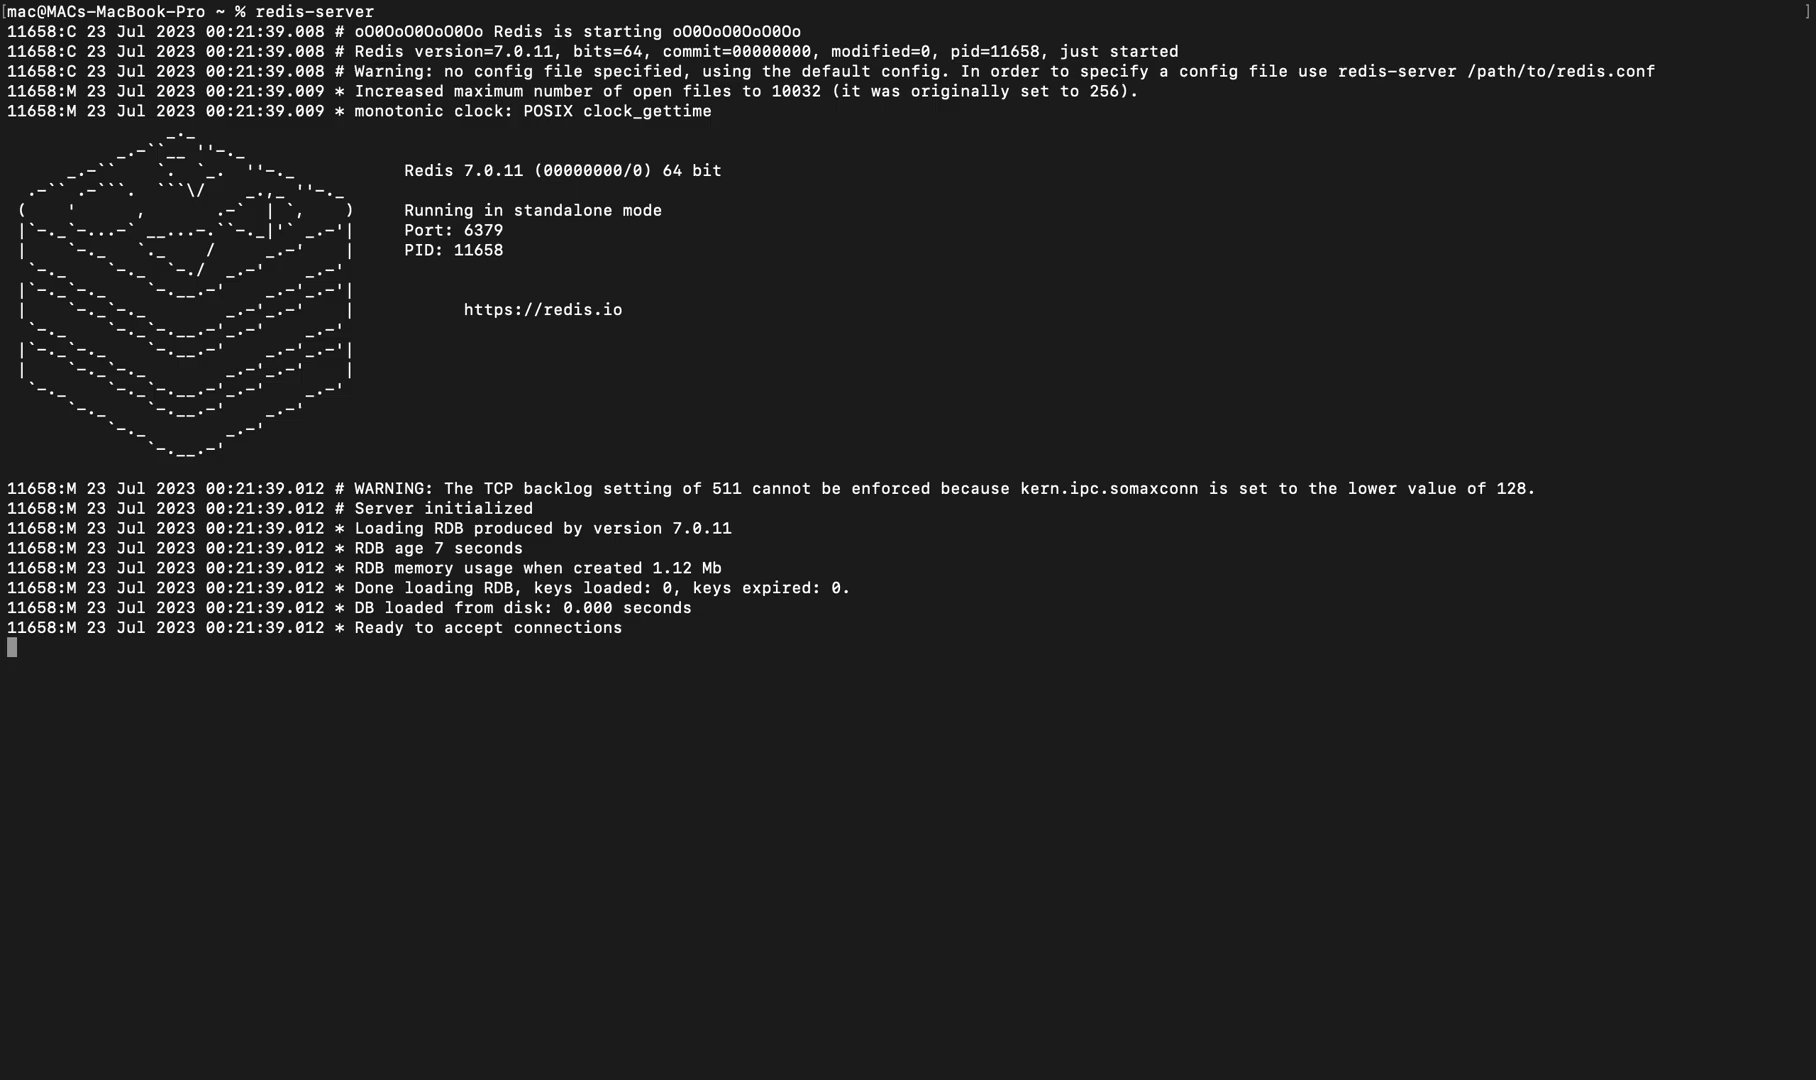 mac@MACs-MacBook-Pro ~ % redis-server
11658:C 23 Jul 2023 00:21:39.008 # oO0OoO0OoO0Oo Redis is starting oO0OoO0OoO0Oo
11658:C 23 Jul 2023 00:21:39.008 # Redis version=7.0.11, bits=64, commit=00000000, modified=0, pid=11658, just started
11658:C 23 Jul 2023 00:21:39.008 # Warning: no config file specified, using the default config. In order to specify a config file use redis-server /path/to/redis.conf
11658:M 23 Jul 2023 00:21:39.009 * Increased maximum number of open files to 10032 (it was originally set to 256).
11658:M 23 Jul 2023 00:21:39.009 * monotonic clock: POSIX clock_gettime
Redis 7.0.11 (00000000/0) 64 bit
Running in standalone mode
Port: 6379
PID: 11658
https://redis.io
11658:M 23 Jul 2023 00:21:39.012 # WARNING: The TCP backlog setting of 511 cannot be enforced because kern.ipc.somaxconn is set to the lower value of 128.
11658:M 23 Jul 2023 00:21:39.012 # Server initialized
11658:M 23 Jul 2023 00:21:39.012 * Loading RDB produced by version 7.0.11
11658:M 23 Jul 2023 00:21:39.012 * RDB age 7 seconds
11658:M 23 Jul 2023 00:21:39.012 * RDB memory usage when created 1.12 Mb
11658:M 23 Jul 2023 00:21:39.012 * Done loading RDB, keys loaded: 0, keys expired: 0.
11658:M 23 Jul 2023 00:21:39.012 * DB loaded from disk: 0.000 seconds
11658:M 23 Jul 2023 00:21:39.012 * Ready to accept connections